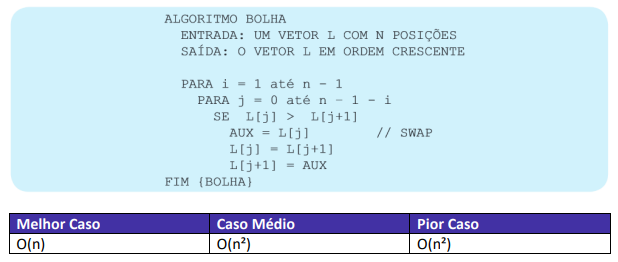 ALGORITMO BOLHA
ENTRADA: UM VETOR L COM N POSIÇÕES
SAÍDA: O VETOR L EM ORDEM CRESCENTE
PARA i = 1 até n - 1
PARA j = 0 até n – 1 - i
SE L[j] > L[j+1]
AUX = L[j] // SWAP
L[j] = L[j+1]
L[j+1] = AUX
FIM {BOLHA}
Melhor Caso Caso Médio Pior Caso
O(n) O(n²) O(n²)